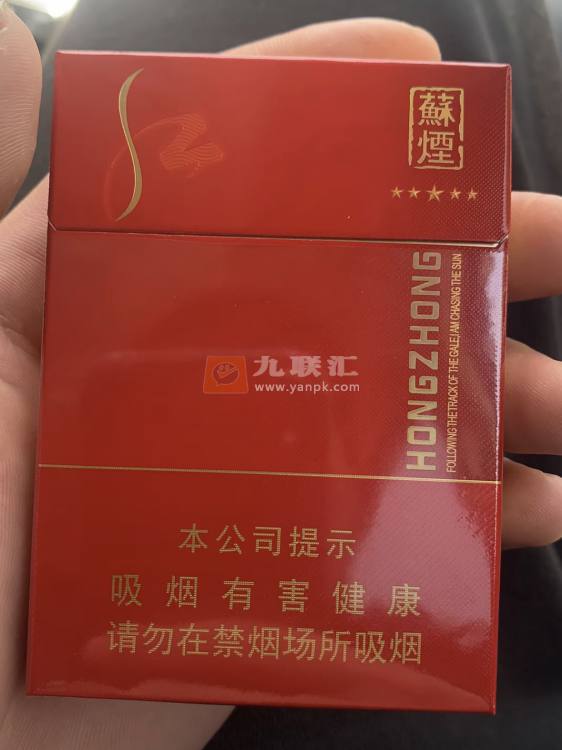 蘇煙
HONGZHONG
FOLLOWING THE TRACK OF THE GALE,I AM CHASING THE SUN
九联汇
www.yanpk.com
本公司提示
吸烟有害健康
请勿在禁烟场所吸烟